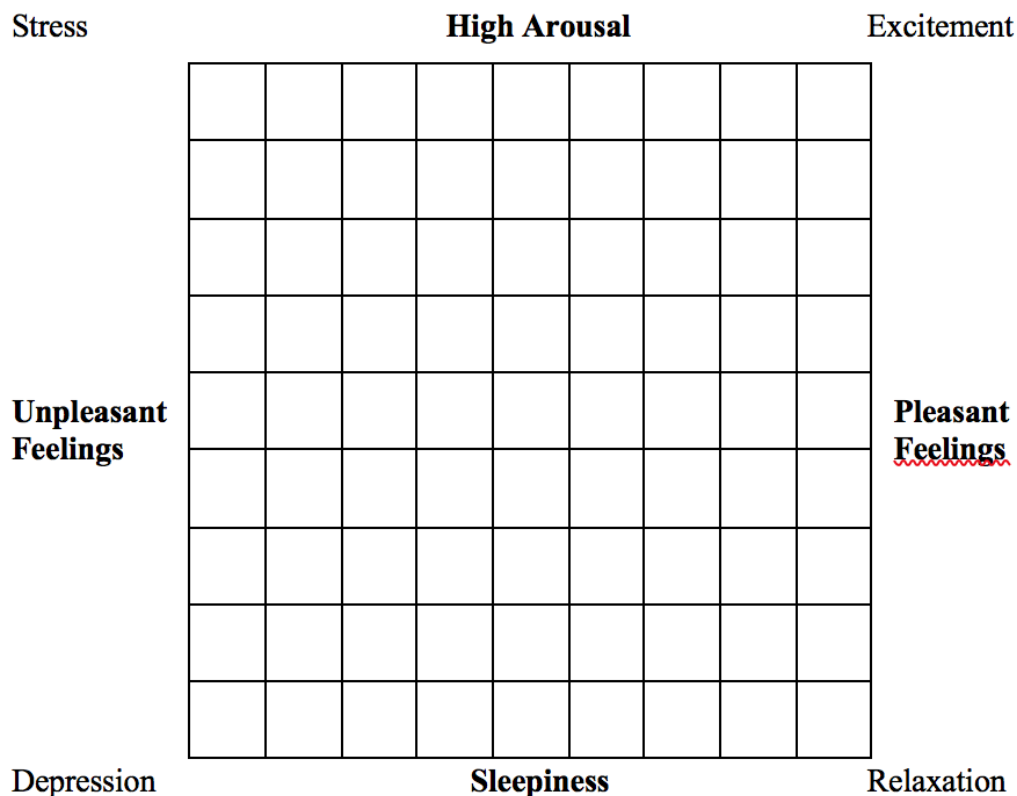 Stress
High Arousal
Excitement
Unpleasant
Feelings
Pleasant
Feelings
Depression
Sleepiness
Relaxation